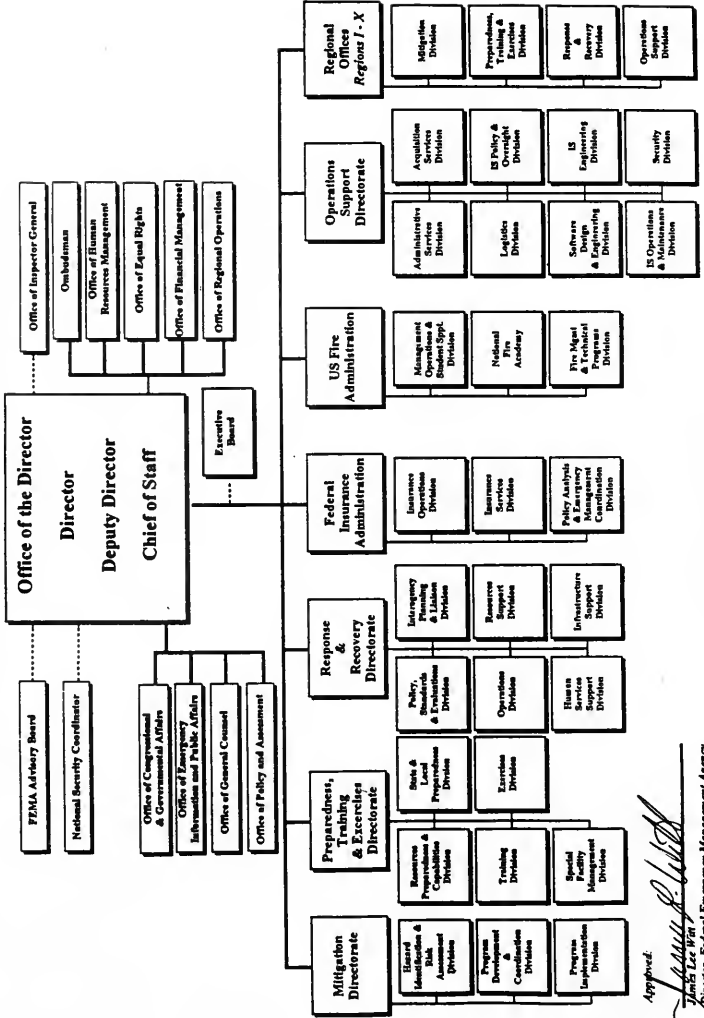 Office of the Director
Director
Deputy Director
Chief of Staff
FEMA Advisory Board
National Security Coordinator
Office of Congressional
& Governmental Affairs
Office of Emergency
Information and Public Affairs
Office of General Counsel
Office of Policy and Assessment
Office of Inspector General
Ombudsman
Office of Human
Resources Management
Office of Equal Rights
Office of Financial Management
Office of Regional Operations
Executive
Board
Mitigation
Directorate
Hazard
Identification &
Risk
Assessment
Division
Program
Development &
Coordination
Division
Program
Implementation
Division
Preparedness,
Training
& Excercises
Directorate
Resources
Preparedness &
Capabilities
Division
State &
Local
Preparedness
Division
Training
Division
Exercises
Division
Special
Facility
Management
Division
Response
&
Recovery
Directorate
Policy,
Standards
& Evaluations
Division
Interagency
Planning
& Liaison
Division
Operations
Division
Resources
Support
Division
Human
Services
Support
Division
Infrastructure
Support
Division
Federal
Insurance
Administration
Insurance
Operations
Division
Insurance
Services
Division
Policy Analysis
& Emergency
Management
Coordination
Division
US Fire
Administration
Management
Operations &
Student Sppt.
Division
National
Fire
Academy
Fire Mgmt
& Technical
Programs
Division
Operations
Support
Directorate
Administrative
Services
Division
Acquisition
Services
Division
Logistics
Division
IS Policy &
Oversight
Division
Software
Design
& Engineering
Division
IS
Engineering
Division
IS Operations
& Maintenance
Division
Security
Division
Regional
Offices
Regions I - X
Mitigation
Division
Preparedness,
Training &
Exercises
Division
Response
&
Recovery
Division
Operations
Support
Division
Approved:
James Lee Witt
Director, Federal Emergency Management Agency